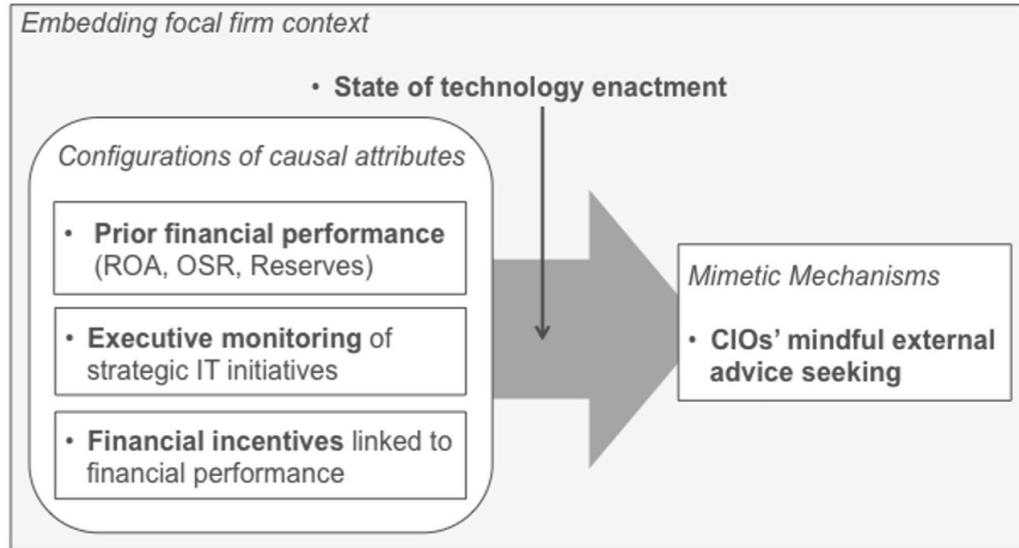 Embedding focal firm context
• State of technology enactment
Configurations of causal attributes
• Prior financial performance
(ROA, OSR, Reserves)
• Executive monitoring of
strategic IT initiatives
• Financial incentives linked to
financial performance
Mimetic Mechanisms
• CIOs’ mindful external
advice seeking